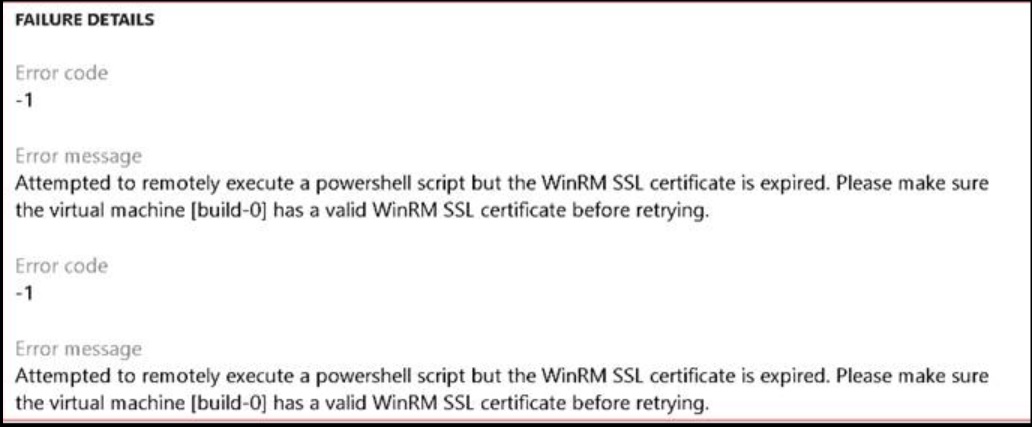 FAILURE DETAILS
Error code
-1
Error message
Attempted to remotely execute a powershell script but the WinRM SSL certificate is expired. Please make sure
the virtual machine [build-0] has a valid WinRM SSL certificate before retrying.
Error code
-1
Error message
Attempted to remotely execute a powershell script but the WinRM SSL certificate is expired. Please make sure
the virtual machine [build-0] has a valid WinRM SSL certificate before retrying.